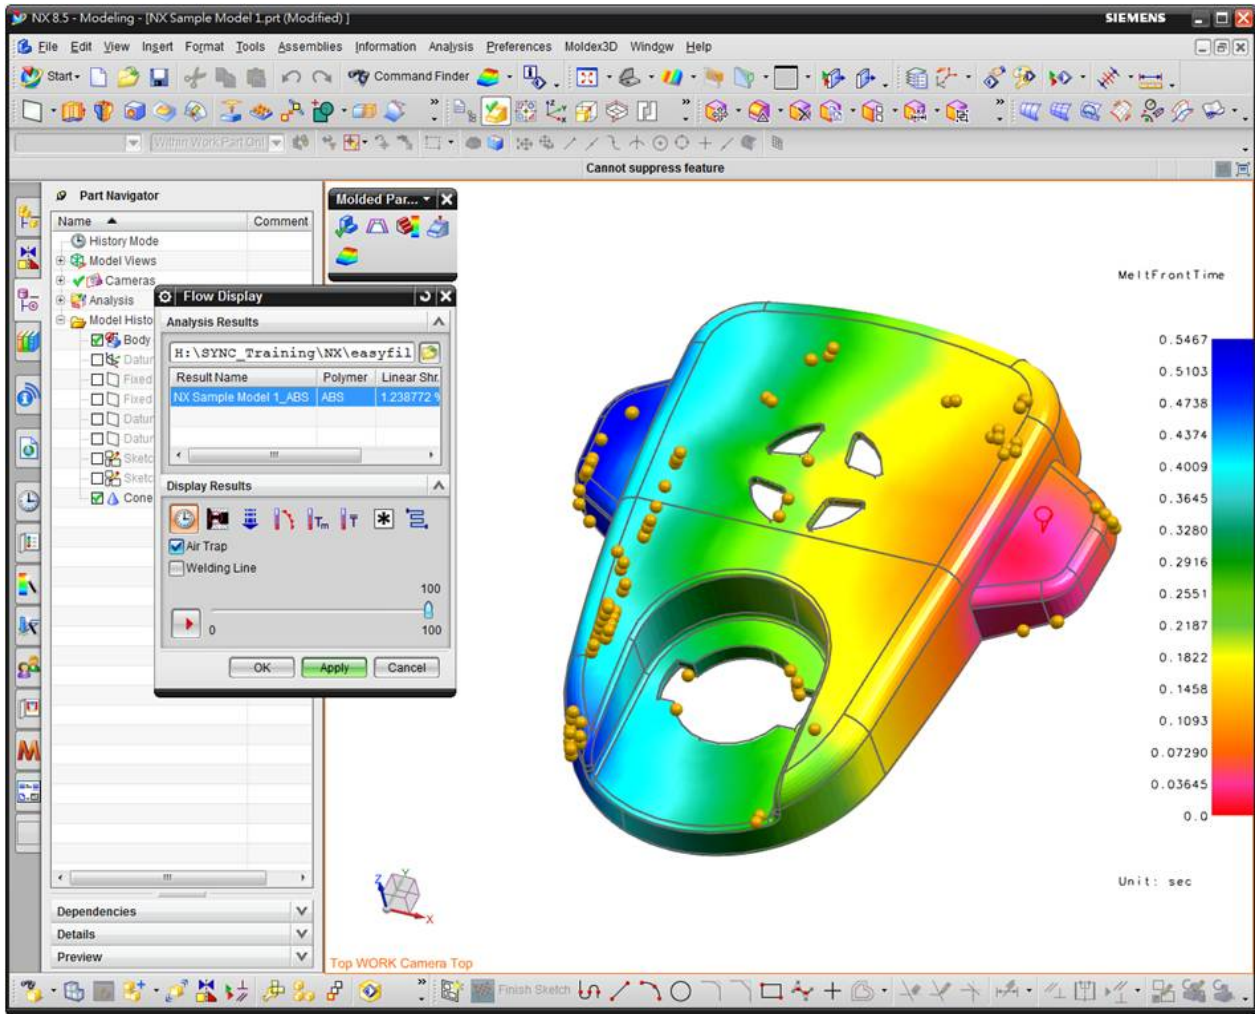 NX 8.5 - Modeling - [NX Sample Model 1.prt (Modified) ]
SIEMENS
File Edit View Insert Format Tools Assemblies Information Analysis Preferences Moldex3D Window Help
Start
Command Finder
Within Work Part Onl
Cannot suppress feature
Part Navigator
Name Comment
History Mode
Model Views
Cameras
Analysis
Model Histo
Body
Datur
Fixed
Fixed
Datur
Datur
Sketc
Sketc
Cone
Molded Par...
Flow Display
Analysis Results
H:\SYNC_Training\NX\easyfil
Result Name Polymer Linear Shr.
NX Sample Model 1_ABS ABS 1.238772 %
Display Results
Air Trap
Welding Line
100
0 100
OK Apply Cancel
MeltFrontTime
0.5467
0.5103
0.4738
0.4374
0.4009
0.3645
0.3280
0.2916
0.2551
0.2187
0.1822
0.1458
0.1093
0.07290
0.03645
0.0
Unit: sec
Z Y X
Top WORK Camera Top
Dependencies
Details
Preview
Finish Sketch